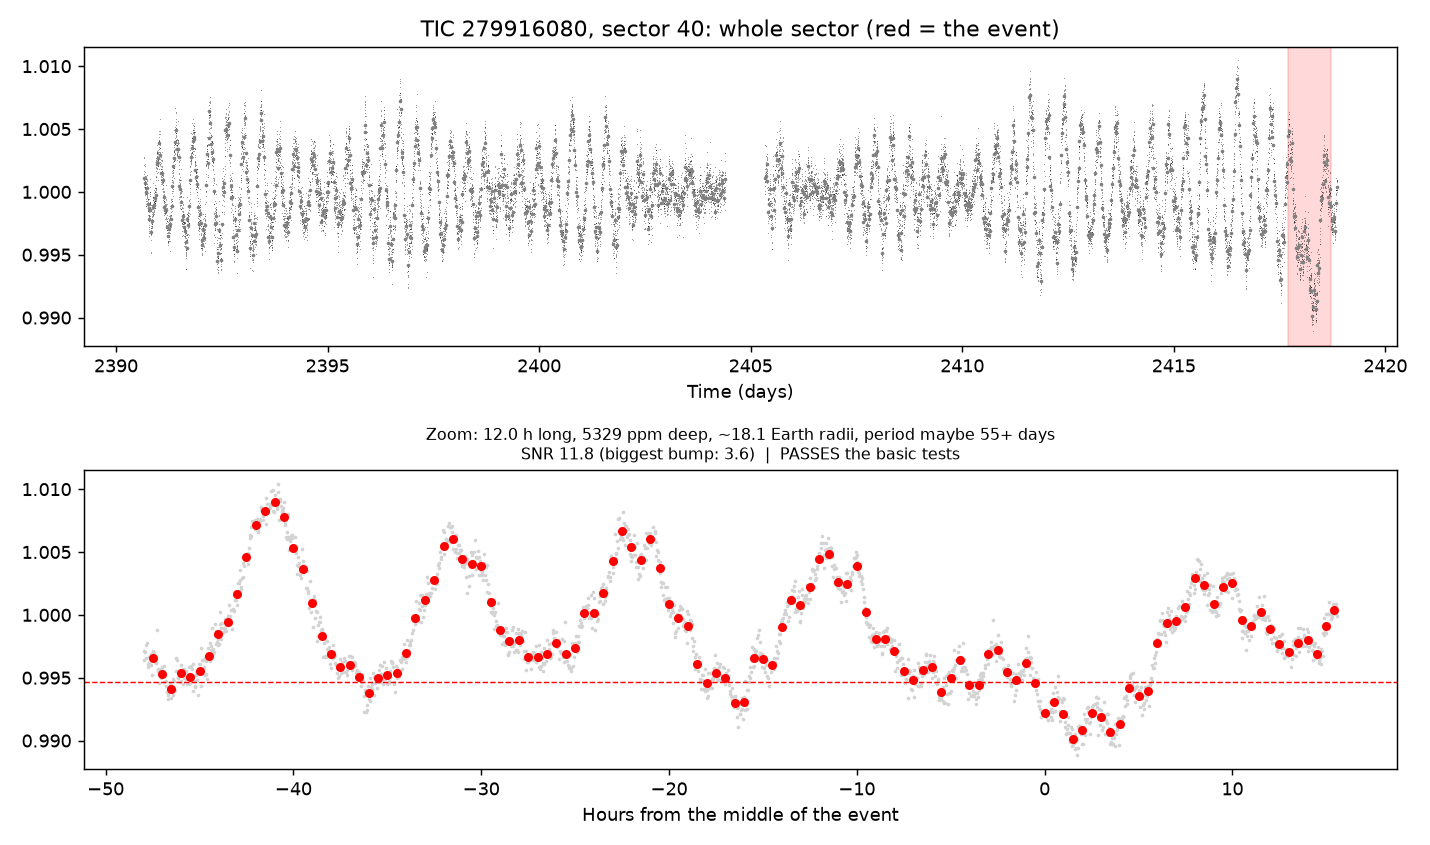 TIC 279916080, sector 40: whole sector (red = the event)
1.010
1.005
1.000
0.995
0.990
2390 2395 2400 2405 2410 2415 2420
Time (days)
Zoom: 12.0 h long, 5329 ppm deep, ~18.1 Earth radii, period maybe 55+ days
SNR 11.8 (biggest bump: 3.6) | PASSES the basic tests
1.010
1.005
1.000
0.995
0.990
−50 −40 −30 −20 −10 0 10
Hours from the middle of the event